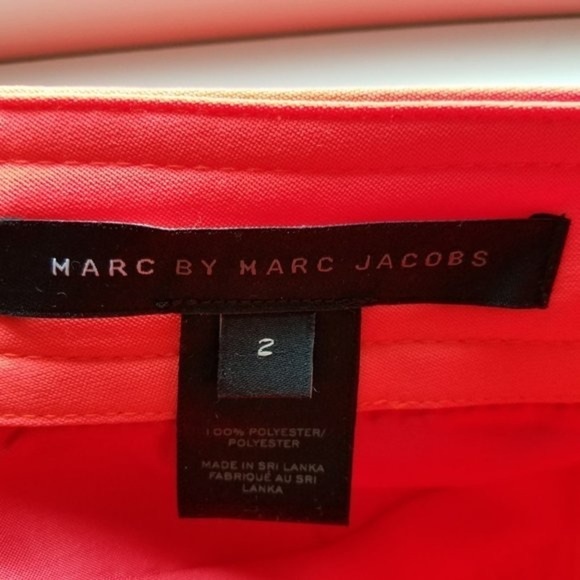 MARC BY MARC JACOBS
2
100% POLYESTER/
POLYESTER
MADE IN SRI LANKA
FABRIQUÉ AU SRI
LANKA